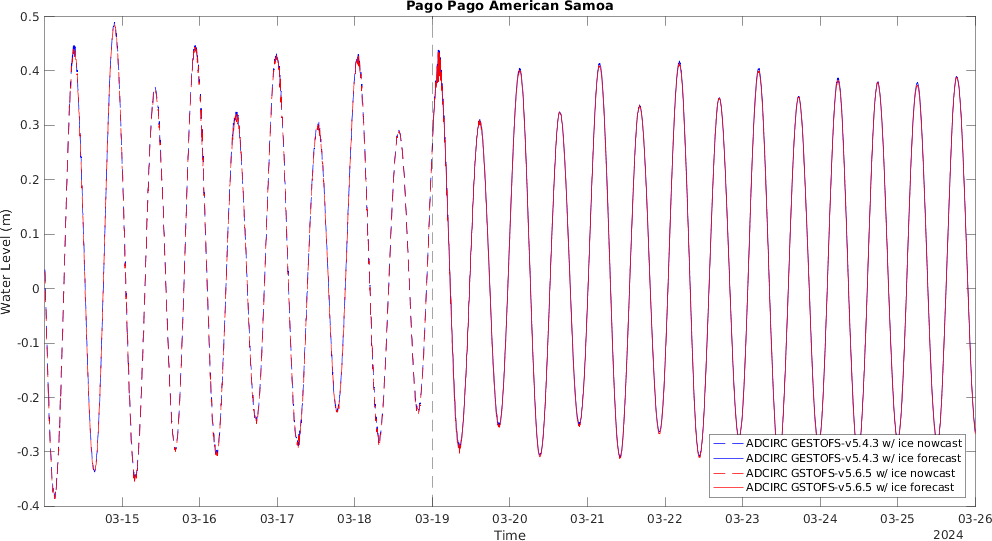 Pago Pago American Samoa
0.5
0.4
0.3
0.2
0.1
0
-0.1
-0.2
-0.3
-0.4
Water Level (m)
ADCIRC GESTOFS-v5.4.3 w/ ice nowcast
ADCIRC GESTOFS-v5.4.3 w/ ice forecast
ADCIRC GSTOFS-v5.6.5 w/ ice nowcast
ADCIRC GSTOFS-v5.6.5 w/ ice forecast
03-15 03-16 03-17 03-18 03-19 03-20 03-21 03-22 03-23 03-24 03-25 03-26
Time
2024